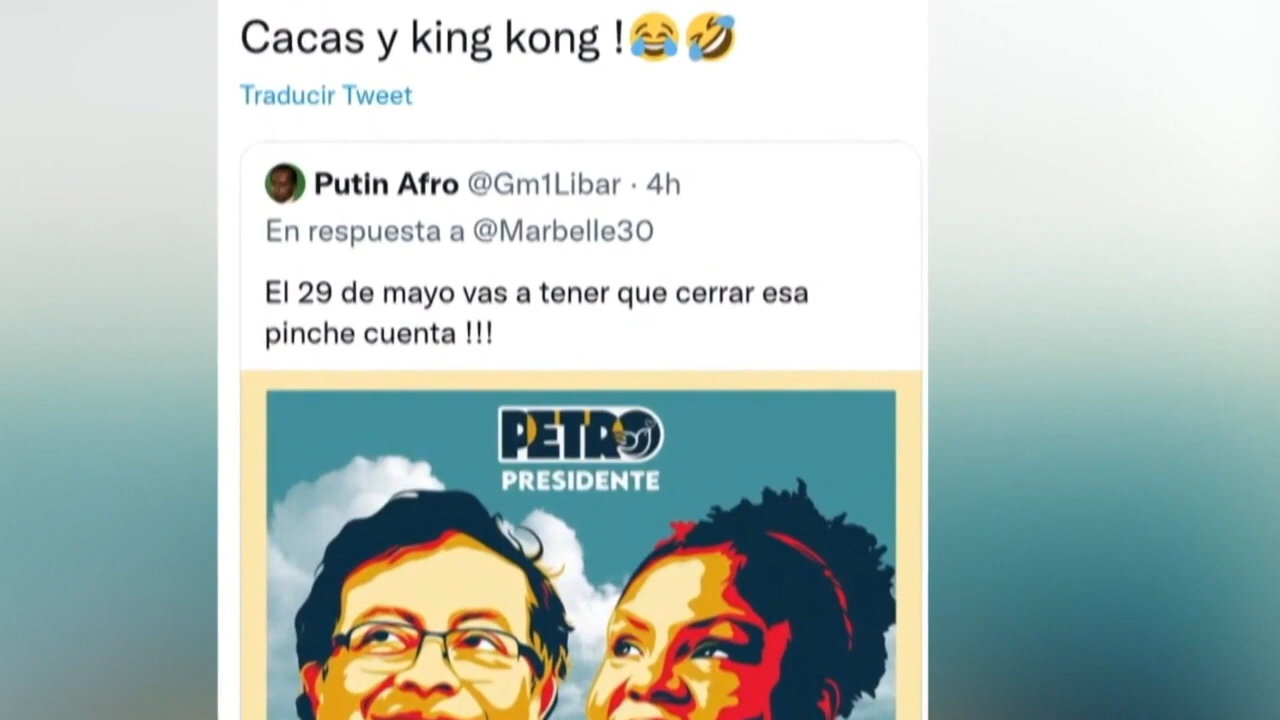 Cacas y king kong !😂🤣
Traducir Tweet
Putin Afro @Gm1Libar · 4h
En respuesta a @Marbelle30
El 29 de mayo vas a tener que cerrar esa
pinche cuenta !!!
PETRO
PRESIDENTE